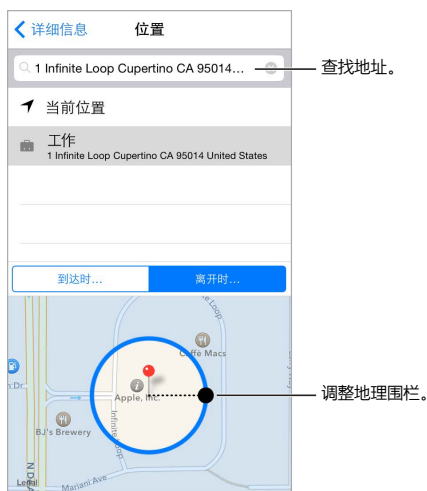 详细信息 位置
1 Infinite Loop Cupertino CA 95014... 查找地址。
当前位置
工作
1 Infinite Loop Cupertino CA 95014 United States
到达时... 离开时...
Caffè Macs
Apple, Inc.
调整地理围栏。
BJ's Brewery
Infinite Loop
Mariani Ave
Legal